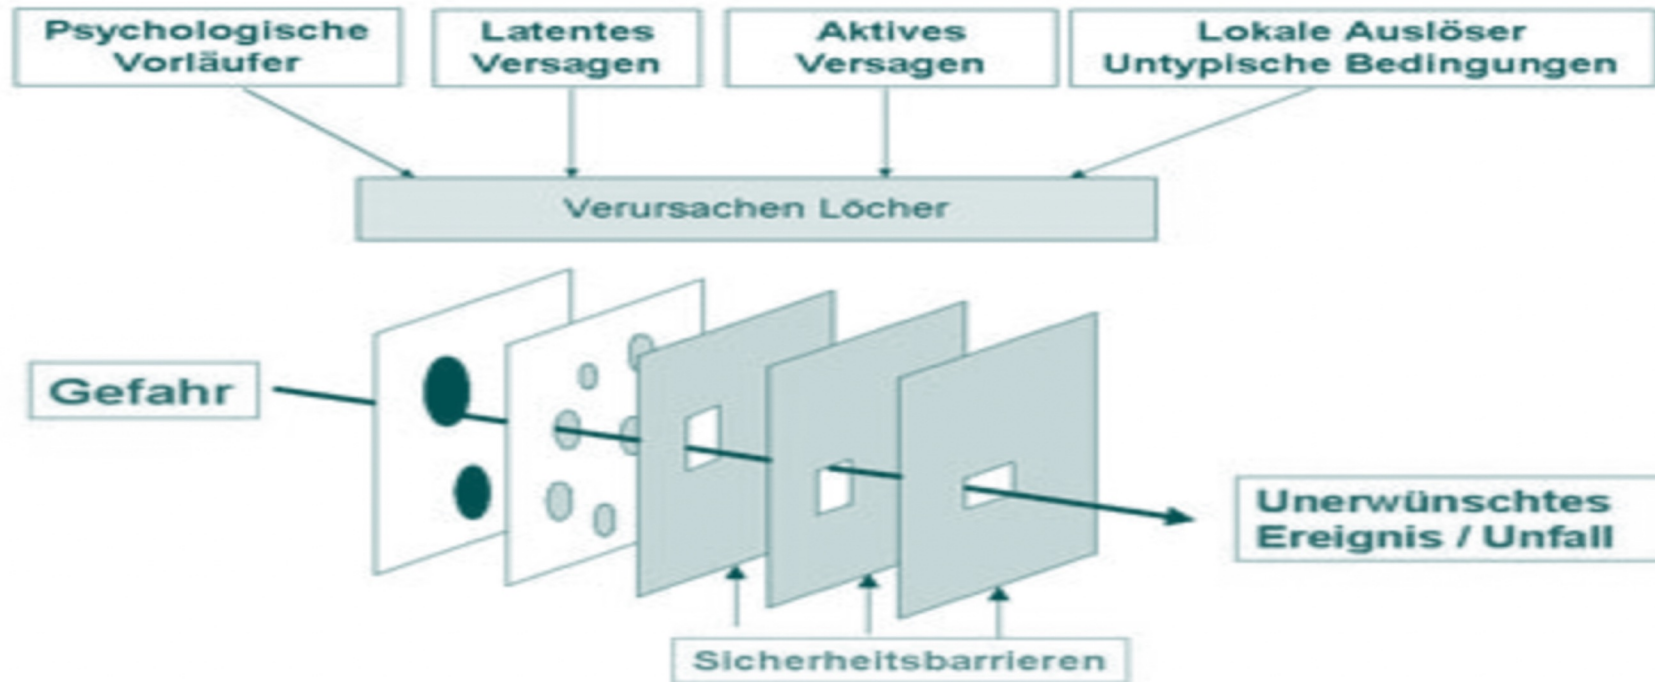 Psychologische
Vorläufer
Latentes
Versagen
Aktives
Versagen
Lokale Auslöser
Untypische Bedingungen
Verursachen Löcher
Gefahr
Unerwünschtes
Ereignis / Unfall
Sicherheitsbarrieren